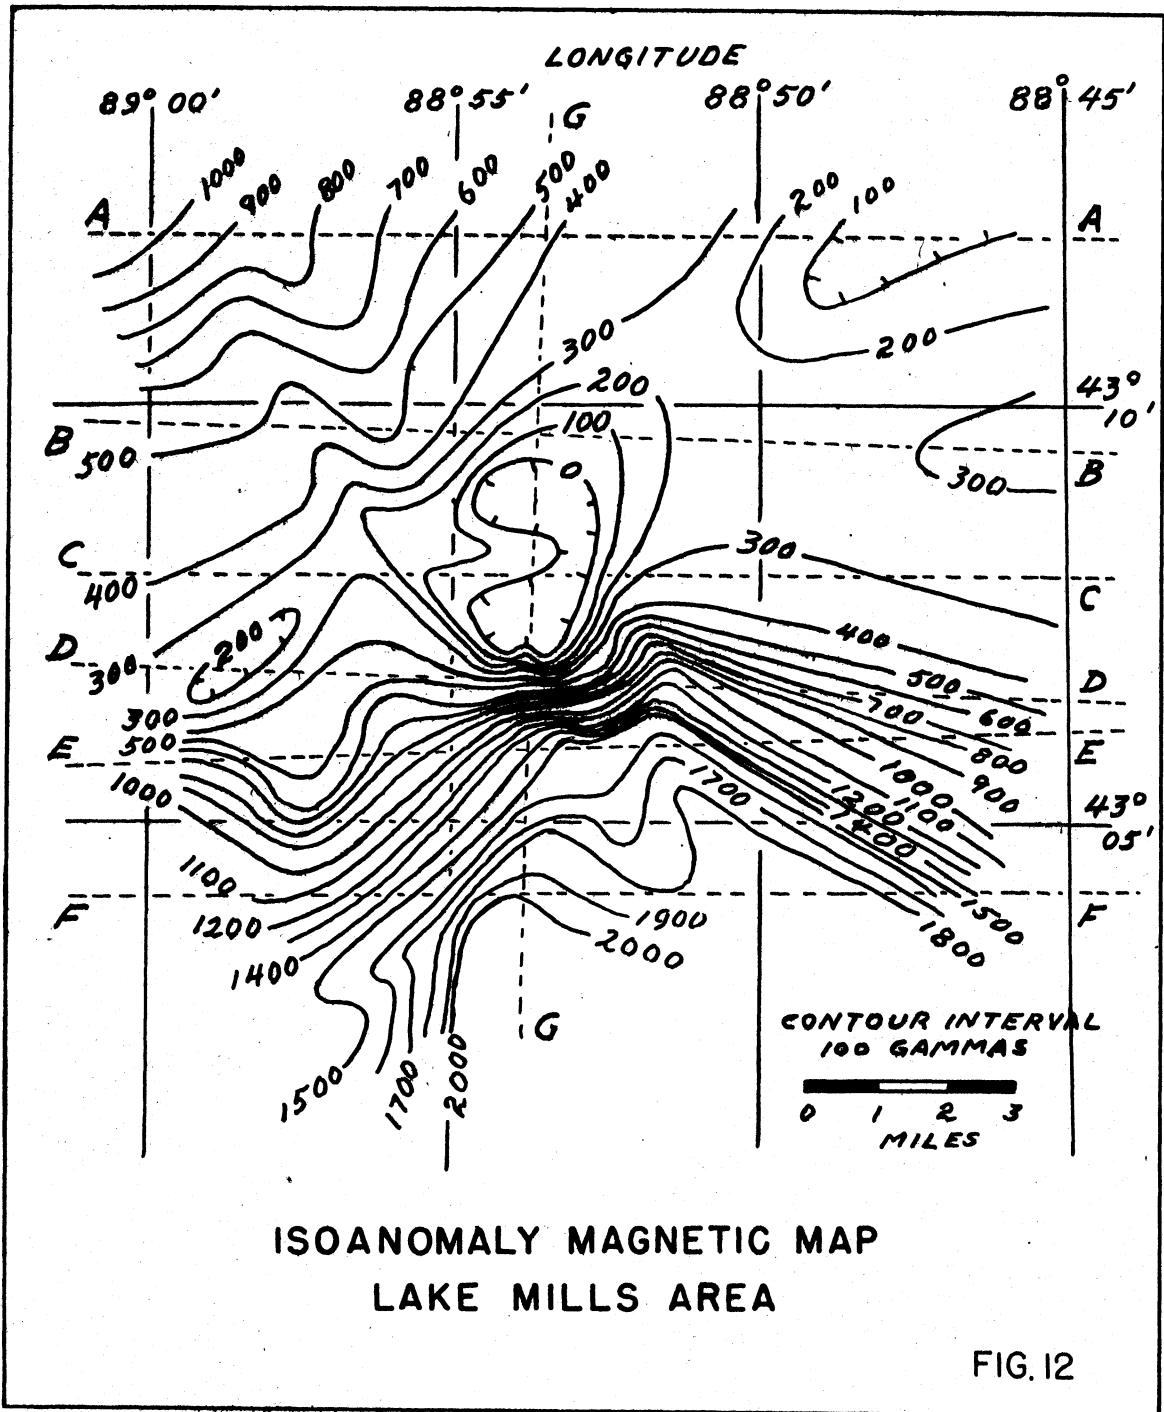 LONGITUDE
89° 00' 88° 55' 88° 50' 88° 45'
G
1000 900 800 700 600 500 400 200 100
A A
300 200
200 43°
10'
100
B 500 0 300 B
C 300 C
400
D 200 400 D
300
300 500 600
700
E 500 800 E
1000 1700 1000 900
1200 1100 43°
1400 05'
1100
F 1200 1900 1500 F
1400 2000 1800
G
CONTOUR INTERVAL
100 GAMMAS
1500 1700 2000
0 1 2 3
MILES
ISOANOMALY MAGNETIC MAP
LAKE MILLS AREA
FIG. 12